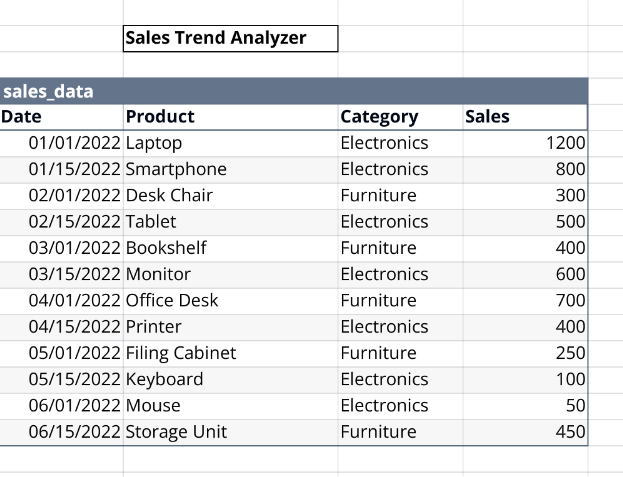 Sales Trend Analyzer
sales_data
Date Product Category Sales
01/01/2022 Laptop Electronics 1200
01/15/2022 Smartphone Electronics 800
02/01/2022 Desk Chair Furniture 300
02/15/2022 Tablet Electronics 500
03/01/2022 Bookshelf Furniture 400
03/15/2022 Monitor Electronics 600
04/01/2022 Office Desk Furniture 700
04/15/2022 Printer Electronics 400
05/01/2022 Filing Cabinet Furniture 250
05/15/2022 Keyboard Electronics 100
06/01/2022 Mouse Electronics 50
06/15/2022 Storage Unit Furniture 450